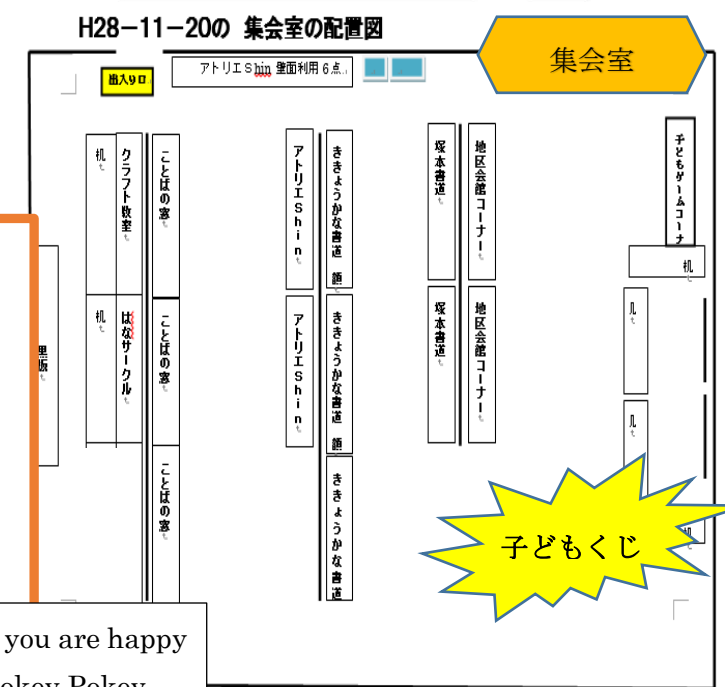 H28－11－20の 集会室の配置図
集会室
出入り口
アトリエShin 壁面利用6点
机
クラフト教室
ことばの窓
アトリエShin
ききょうかな書道 額
塚本書道
地区会館コーナー
子どもゲームコーナ
机
机
はなサークル
ことばの窓
アトリエShin
ききょうかな書道 額
塚本書道
地区会館コーナー
黒板
ことばの窓
ききょうかな書道
子どもくじ
you are happy
okey Pokey